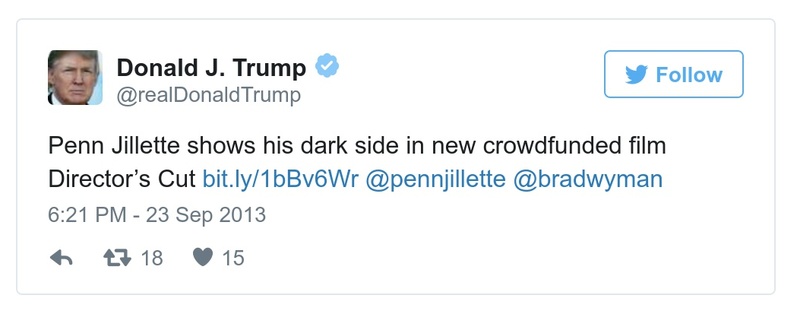 Donald J. Trump
@realDonaldTrump
Follow
Penn Jillette shows his dark side in new crowdfunded film
Director’s Cut bit.ly/1bBv6Wr @pennjillette @bradwyman
6:21 PM - 23 Sep 2013
18 15